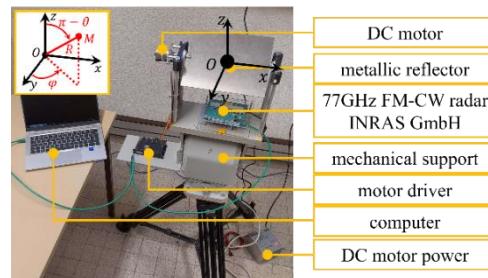 z
π − θ
M
R
O
x
y
φ
z
O
x
y
DC motor
metallic reflector
77GHz FM-CW radar
INRAS GmbH
mechanical support
motor driver
computer
DC motor power